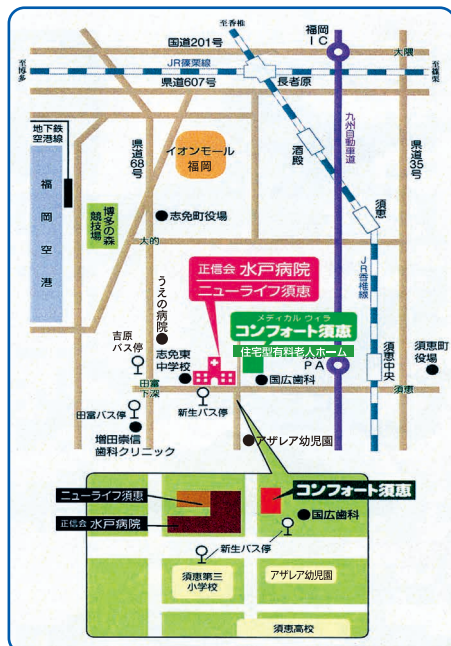 至香椎
福岡
IC
国道201号
大隈
至博多
JR篠栗線
至篠栗
県道607号
長者原
地下鉄
空港線
県道68号
イオンモール
福岡
酒殿
九州自動車道
県道35号
福岡空港
博多の森
競技場
志免町役場
須恵
大的
JR香椎線
正信会 水戸病院
ニューライフ須恵
うえの病院
メディカル ヴィラ
コンフォート須恵
住宅型有料老人ホーム
吉原
バス停
志免東
中学校
PA
須恵中央
須恵町
役場
国広歯科
田富
下深
須恵
新生バス停
田富バス停
増田崇信
歯科クリニック
アザレア幼児園
ニューライフ須恵
コンフォート須恵
正信会 水戸病院
国広歯科
新生バス停
須恵第三
小学校
アザレア幼児園
須恵高校